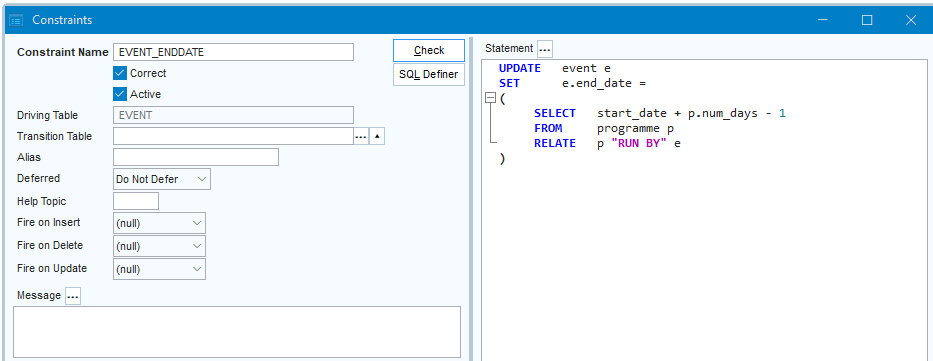 Constraints
Constraint Name EVENT_ENDDATE
Check
Correct
SQL Definer
Active
Driving Table EVENT
Transition Table ...
Alias
Deferred Do Not Defer
Help Topic
Fire on Insert (null)
Fire on Delete (null)
Fire on Update (null)
Message ...
Statement ...
UPDATE event e
SET e.end_date =
(
SELECT start_date + p.num_days - 1
FROM programme p
RELATE p "RUN BY" e
)